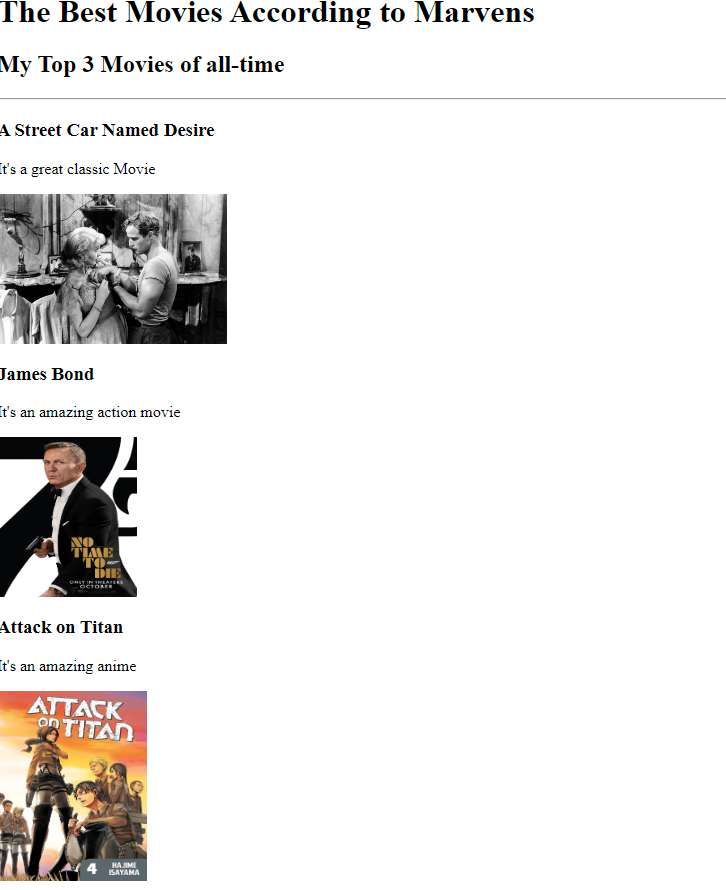 The Best Movies According to Marvens
My Top 3 Movies of all-time
A Street Car Named Desire
It's a great classic Movie
James Bond
It's an amazing action movie
NO
TIME
TO 007
DIE
ONLY IN THEATERS
OCTOBER
Attack on Titan
It's an amazing anime
ATTACK
on TITAN
4 HAJIME
ISAYAMA